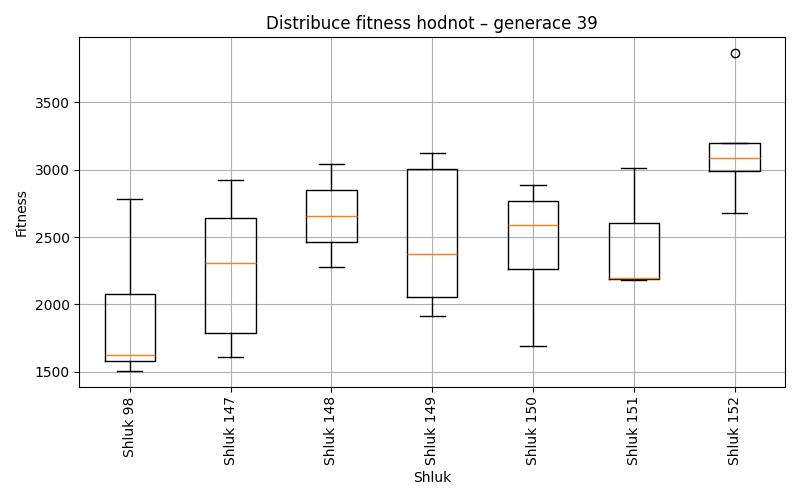 Distribuce fitness hodnot – generace 39
Fitness
3500
3000
2500
2000
1500
Shluk 98
Shluk 147
Shluk 148
Shluk 149
Shluk 150
Shluk 151
Shluk 152
Shluk